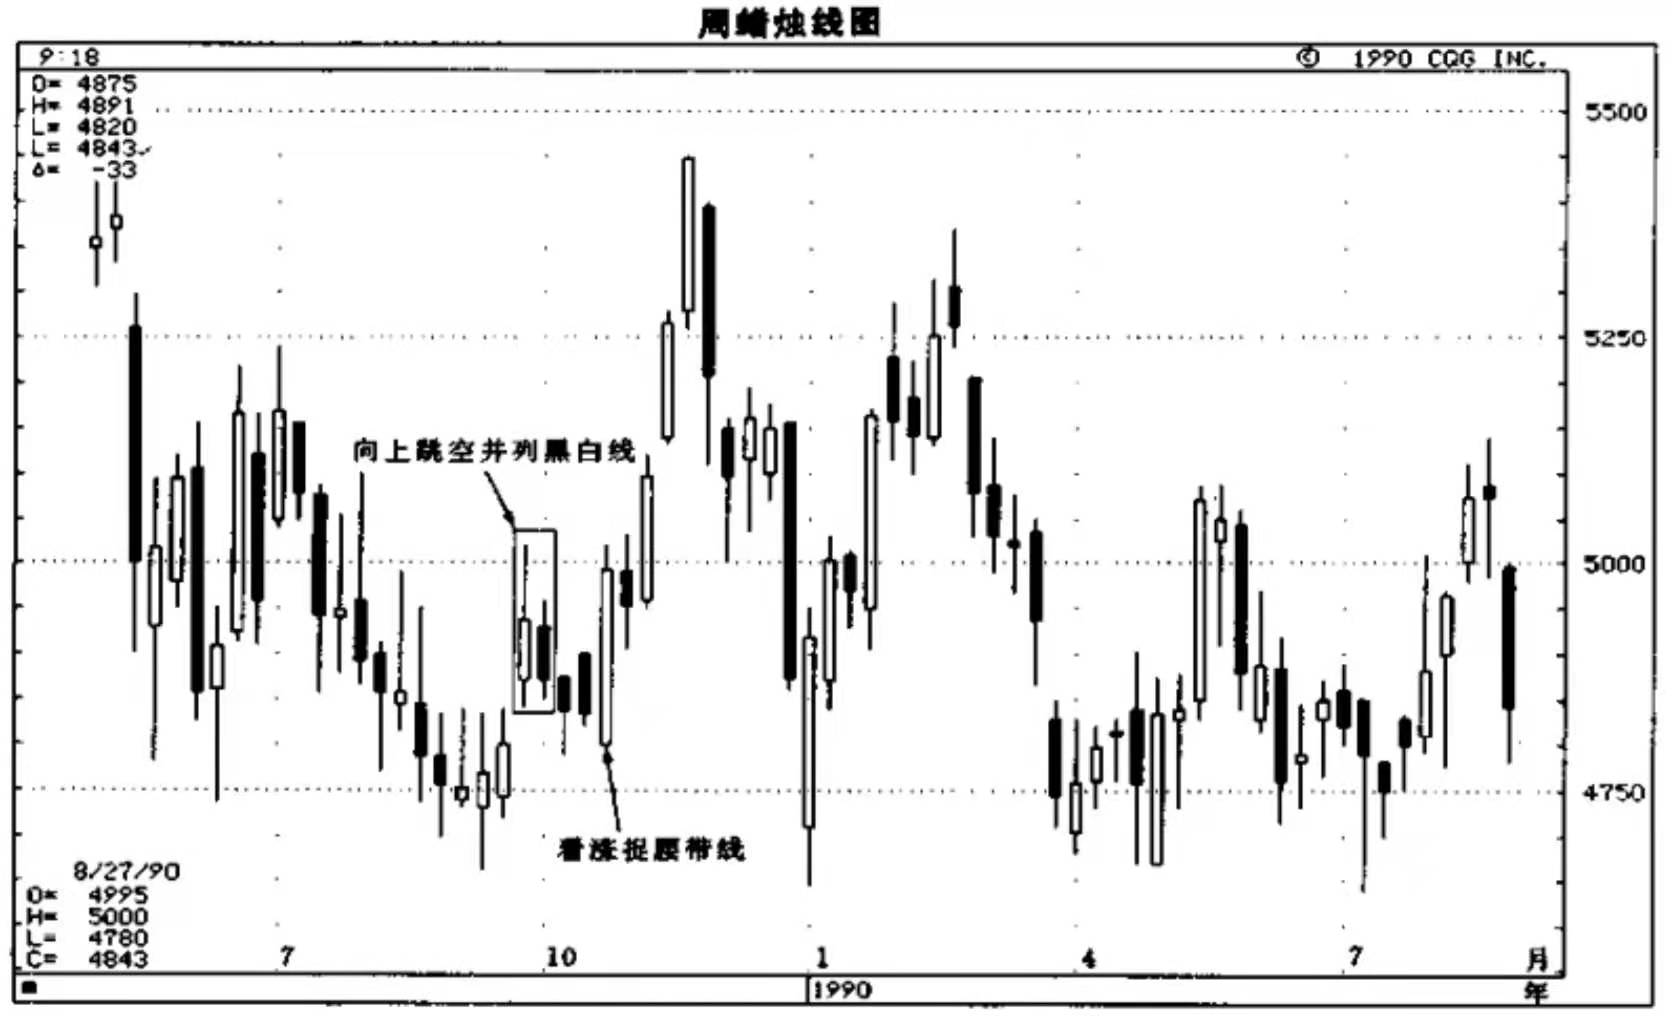 周蜡烛线图
9:18
© 1990 CQG INC.
O= 4875
H= 4891
L= 4820
L= 4843
Δ= -33
5500
5250
5000
4750
向上跳空并列黑白线
看涨捉腰带线
8/27/90
O= 4995
H= 5000
L= 4780
C= 4843
7 10 1 4 7 月
1990 年